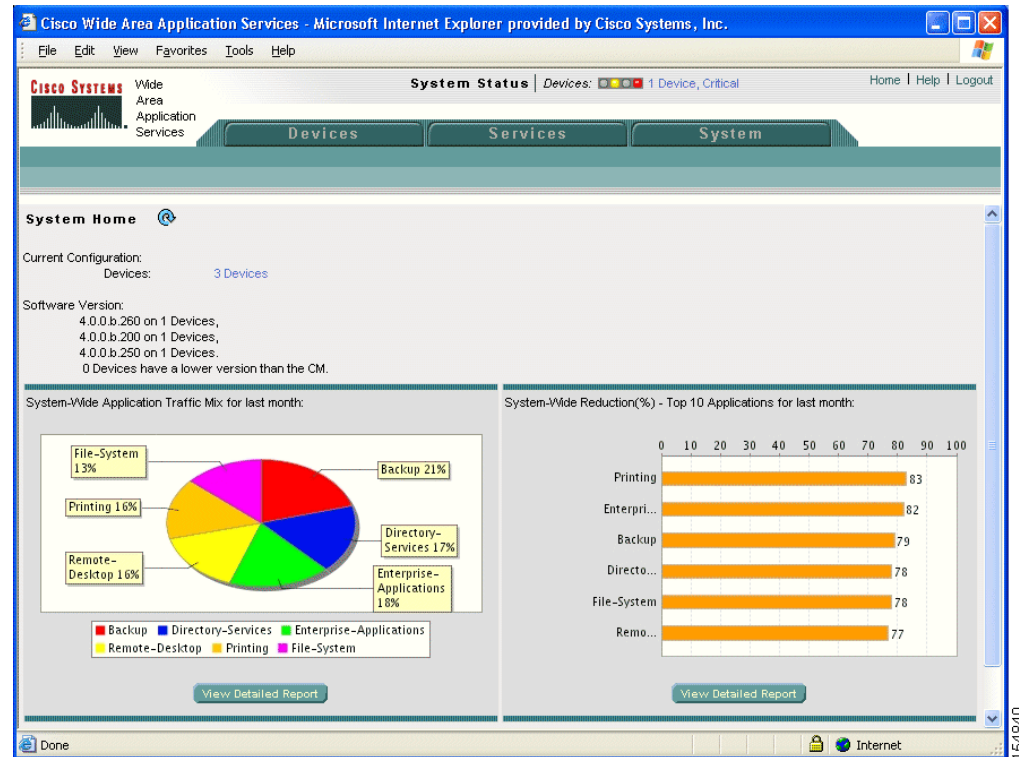 Cisco Wide Area Application Services - Microsoft Internet Explorer provided by Cisco Systems, Inc.
File Edit View Favorites Tools Help
CISCO SYSTEMS
Wide
Area
Application
Services
System Status | Devices: 1 Device, Critical
Home | Help | Logout
Devices Services System
System Home
Current Configuration:
Devices: 3 Devices
Software Version:
4.0.0.b.260 on 1 Devices,
4.0.0.b.200 on 1 Devices,
4.0.0.b.250 on 1 Devices.
0 Devices have a lower version than the CM.
System-Wide Application Traffic Mix for last month:
File-System
13%
Backup 21%
Printing 16%
Directory-
Services 17%
Remote-
Desktop 16%
Enterprise-
Applications
18%
Backup Directory-Services Enterprise-Applications
Remote-Desktop Printing File-System
View Detailed Report
System-Wide Reduction(%) - Top 10 Applications for last month:
0 10 20 30 40 50 60 70 80 90 100
Printing 83
Enterpri... 82
Backup 79
Directo... 78
File-System 78
Remo... 77
View Detailed Report
Done
Internet
154840